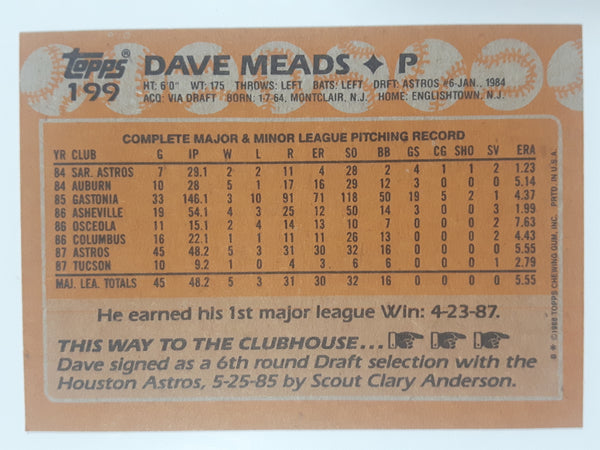 Topps®
199
DAVE MEADS ✦ P
HT: 6'0" WT: 175 THROWS: LEFT BATS: LEFT DRFT: ASTROS #6-JAN., 1984
ACQ: VIA DRAFT BORN: 1-7-64, MONTCLAIR, N.J. HOME: ENGLISHTOWN, N.J.
COMPLETE MAJOR & MINOR LEAGUE PITCHING RECORD
YR CLUB G IP W L R ER SO BB GS CG SHO SV ERA
84 SAR. ASTROS 7 29.1 2 2 11 4 28 2 4 1 1 2 1.23
84 AUBURN 10 28 5 1 17 16 29 12 3 0 0 0 5.14
85 GASTONIA 33 146.1 3 10 91 71 118 50 19 5 2 1 4.37
86 ASHEVILLE 19 54.1 4 3 25 12 50 14 0 0 0 3 1.99
86 OSCEOLA 11 15.1 2 4 14 13 10 7 0 0 0 2 7.63
86 COLUMBUS 16 22.1 1 1 11 11 26 13 0 0 0 2 4.43
87 ASTROS 45 48.2 5 3 31 30 32 16 0 0 0 0 5.55
87 TUCSON 10 9.2 1 0 4 3 6 6 0 0 0 1 2.79
MAJ. LEA. TOTALS 45 48.2 5 3 31 30 32 16 0 0 0 0 5.55
He earned his 1st major league Win: 4-23-87.
THIS WAY TO THE CLUBHOUSE...
Dave signed as a 6th round Draft selection with the
Houston Astros, 5-25-85 by Scout Clary Anderson.
©1988 TOPPS CHEWING GUM, INC. PRTD. IN U.S.A.